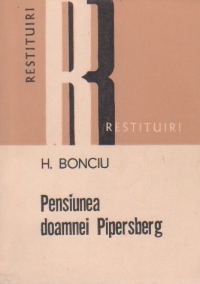 RESTITUIRI
R
RESTITUIRI
H. BONCIU
Pensiunea
doamnei Pipersberg